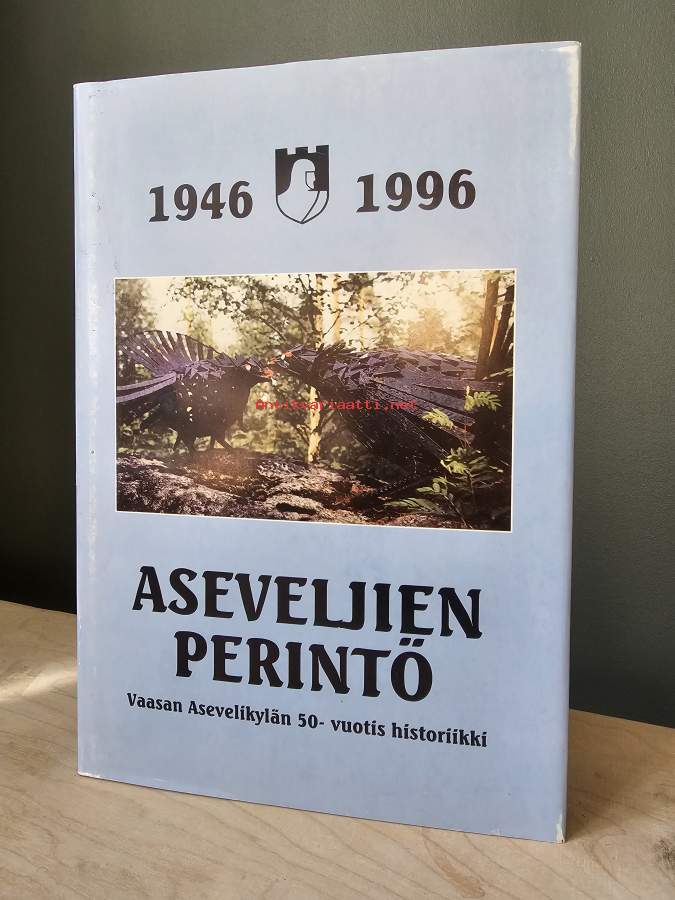 1946 1996
Antikvariaatti.net
ASEVELJIEN
PERINTÖ
Vaasan Asevelikylän 50- vuotis historiikki